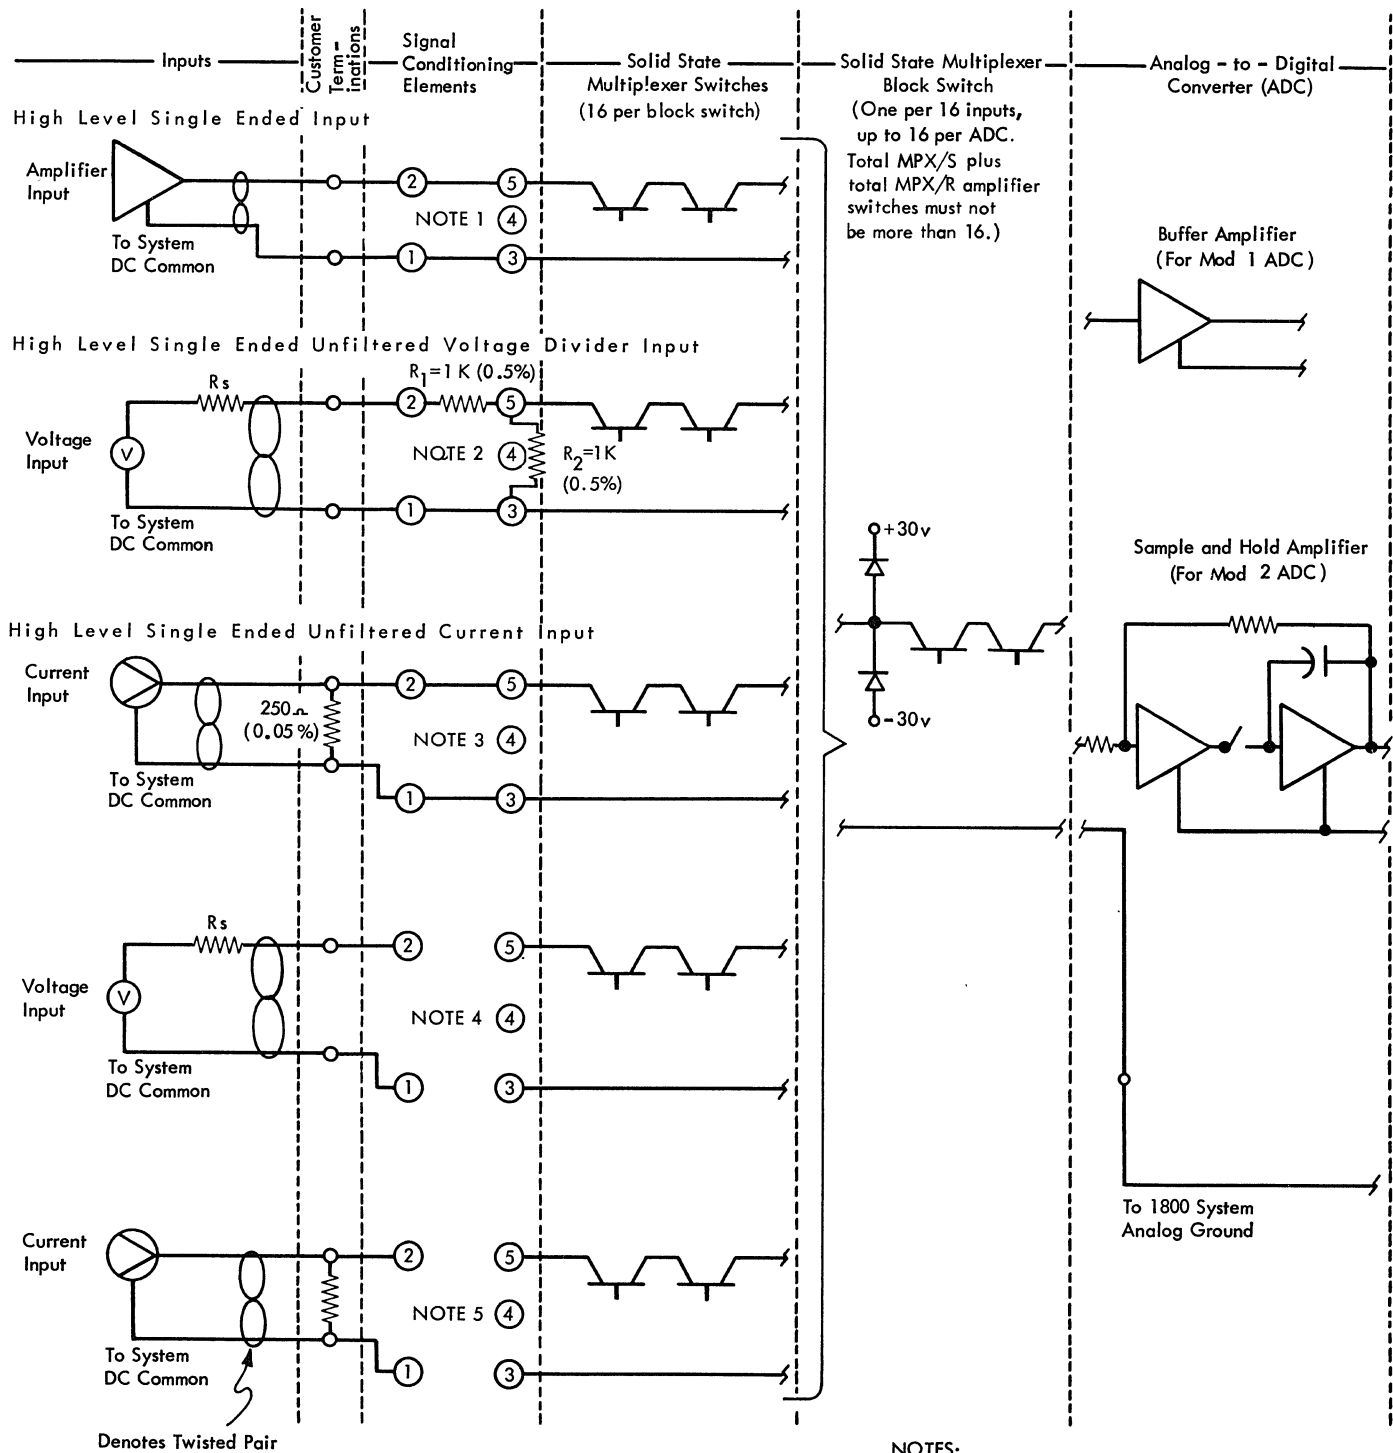 Inputs
Customer
Term-
inations
Signal
Conditioning
Elements
Solid State
Multiplexer Switches
(16 per block switch)
Solid State Multiplexer
Block Switch
(One per 16 inputs,
up to 16 per ADC.
Total MPX/S plus
total MPX/R amplifier
switches must not
be more than 16.)
Analog - to - Digital
Converter (ADC)
High Level Single Ended Input
Amplifier
Input
To System
DC Common
2
5
NOTE 1
4
1
3
Buffer Amplifier
(For Mod 1 ADC)
High Level Single Ended Unfiltered Voltage Divider Input
Rs
R1=1 K (0.5%)
2
5
Voltage
Input
V
NOTE 2
4
R2=1K
(0.5%)
1
3
To System
DC Common
+30v
-30v
Sample and Hold Amplifier
(For Mod 2 ADC)
High Level Single Ended Unfiltered Current Input
Current
Input
250Ω
(0.05%)
2
5
NOTE 3
4
1
3
To System
DC Common
Rs
2
5
Voltage
Input
V
NOTE 4
4
1
3
To System
DC Common
To 1800 System
Analog Ground
Current
Input
2
5
NOTE 5
4
1
3
To System
DC Common
Denotes Twisted Pair
NOTES: